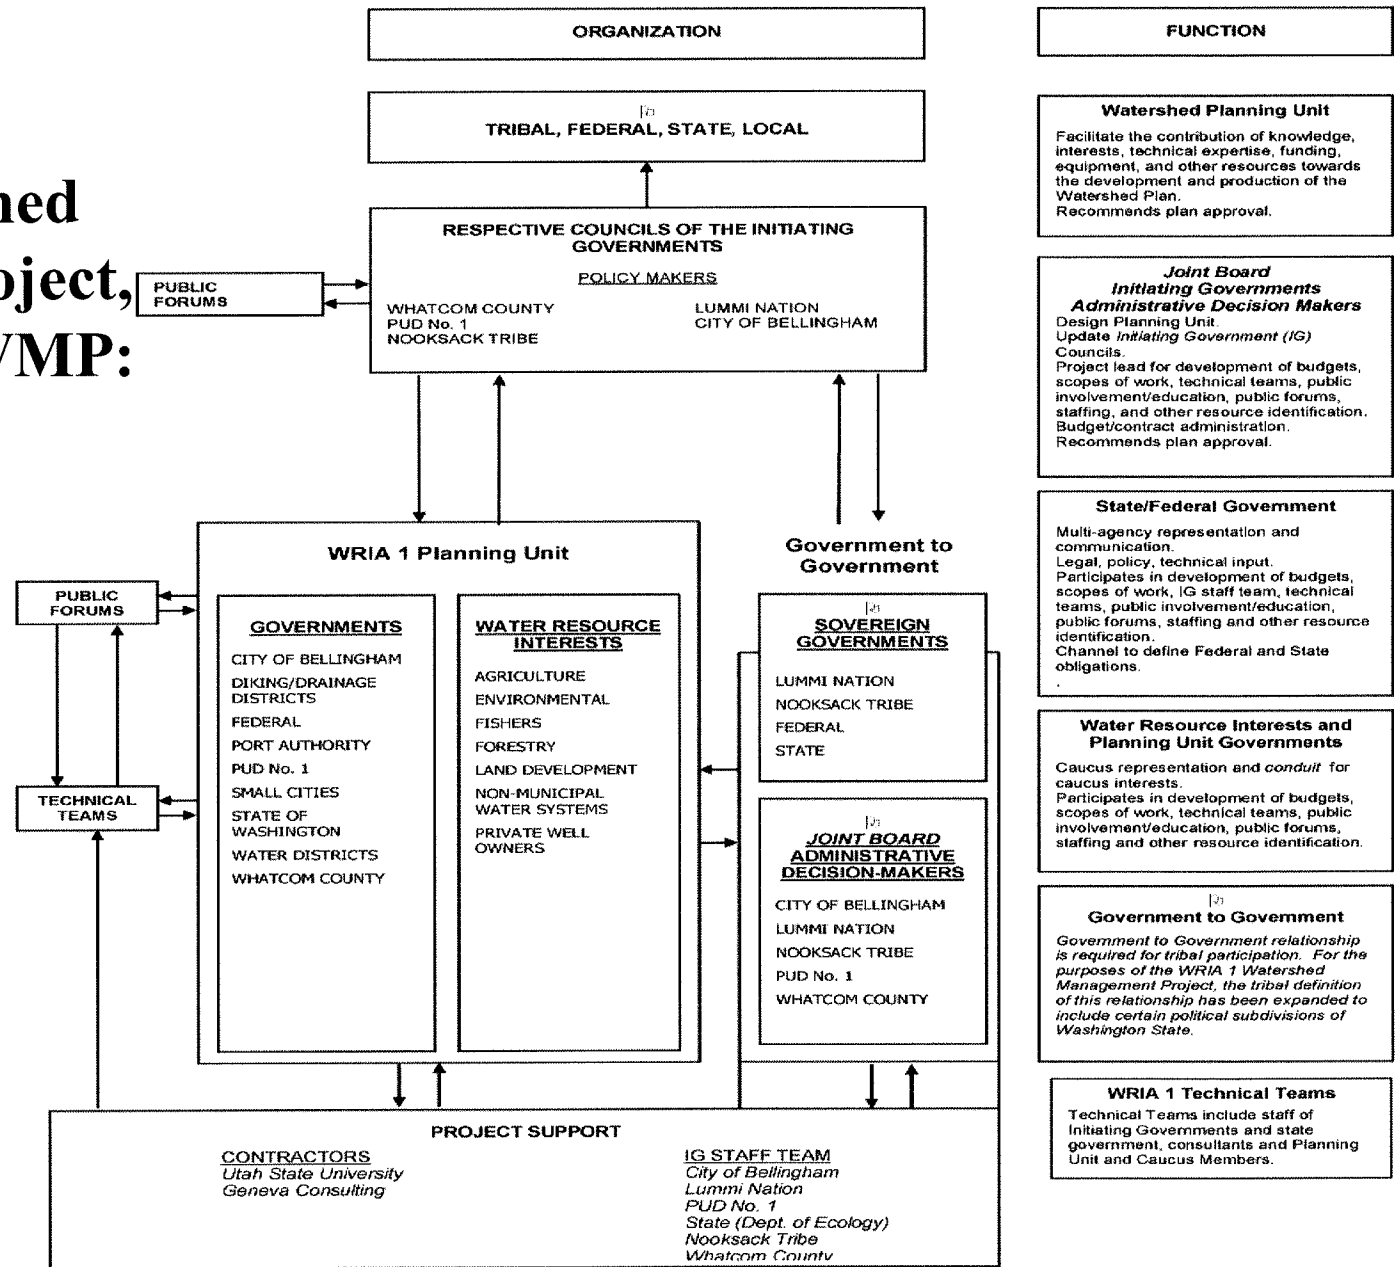 ned
oject,
VMP:
ORGANIZATION
TRIBAL, FEDERAL, STATE, LOCAL
RESPECTIVE COUNCILS OF THE INITIATING
GOVERNMENTS
POLICY MAKERS
WHATCOM COUNTY
PUD No. 1
NOOKSACK TRIBE
LUMMI NATION
CITY OF BELLINGHAM
PUBLIC
FORUMS
WRIA 1 Planning Unit
PUBLIC
FORUMS
TECHNICAL
TEAMS
GOVERNMENTS
CITY OF BELLINGHAM
DIKING/DRAINAGE
DISTRICTS
FEDERAL
PORT AUTHORITY
PUD No. 1
SMALL CITIES
STATE OF
WASHINGTON
WATER DISTRICTS
WHATCOM COUNTY
WATER RESOURCE
INTERESTS
AGRICULTURE
ENVIRONMENTAL
FISHERS
FORESTRY
LAND DEVELOPMENT
NON-MUNICIPAL
WATER SYSTEMS
PRIVATE WELL
OWNERS
Government to
Government
SOVEREIGN
GOVERNMENTS
LUMMI NATION
NOOKSACK TRIBE
FEDERAL
STATE
JOINT BOARD
ADMINISTRATIVE
DECISION-MAKERS
CITY OF BELLINGHAM
LUMMI NATION
NOOKSACK TRIBE
PUD No. 1
WHATCOM COUNTY
PROJECT SUPPORT
CONTRACTORS
Utah State University
Geneva Consulting
IG STAFF TEAM
City of Bellingham
Lummi Nation
PUD No. 1
State (Dept. of Ecology)
Nooksack Tribe
Whatcom County
FUNCTION
Watershed Planning Unit
Facilitate the contribution of knowledge,
interests, technical expertise, funding,
equipment, and other resources towards
the development and production of the
Watershed Plan.
Recommends plan approval.
Joint Board
Initiating Governments
Administrative Decision Makers
Design Planning Unit.
Update Initiating Government (IG)
Councils.
Project lead for development of budgets,
scopes of work, technical teams, public
involvement/education, public forums,
staffing, and other resource identification.
Budget/contract administration.
Recommends plan approval.
State/Federal Government
Multi-agency representation and
communication.
Legal, policy, technical input.
Participates in development of budgets,
scopes of work, IG staff team, technical
teams, public involvement/education,
public forums, staffing and other resource
identification.
Channel to define Federal and State
obligations.
.
Water Resource Interests and
Planning Unit Governments
Caucus representation and conduit for
caucus interests.
Participates in development of budgets,
scopes of work, technical teams, public
involvement/education, public forums,
staffing and other resource identification.
Government to Government
Government to Government relationship
is required for tribal participation. For the
purposes of the WRIA 1 Watershed
Management Project, the tribal definition
of this relationship has been expanded to
include certain political subdivisions of
Washington State.
WRIA 1 Technical Teams
Technical Teams include staff of
Initiating Governments and state
government, consultants and Planning
Unit and Caucus Members.